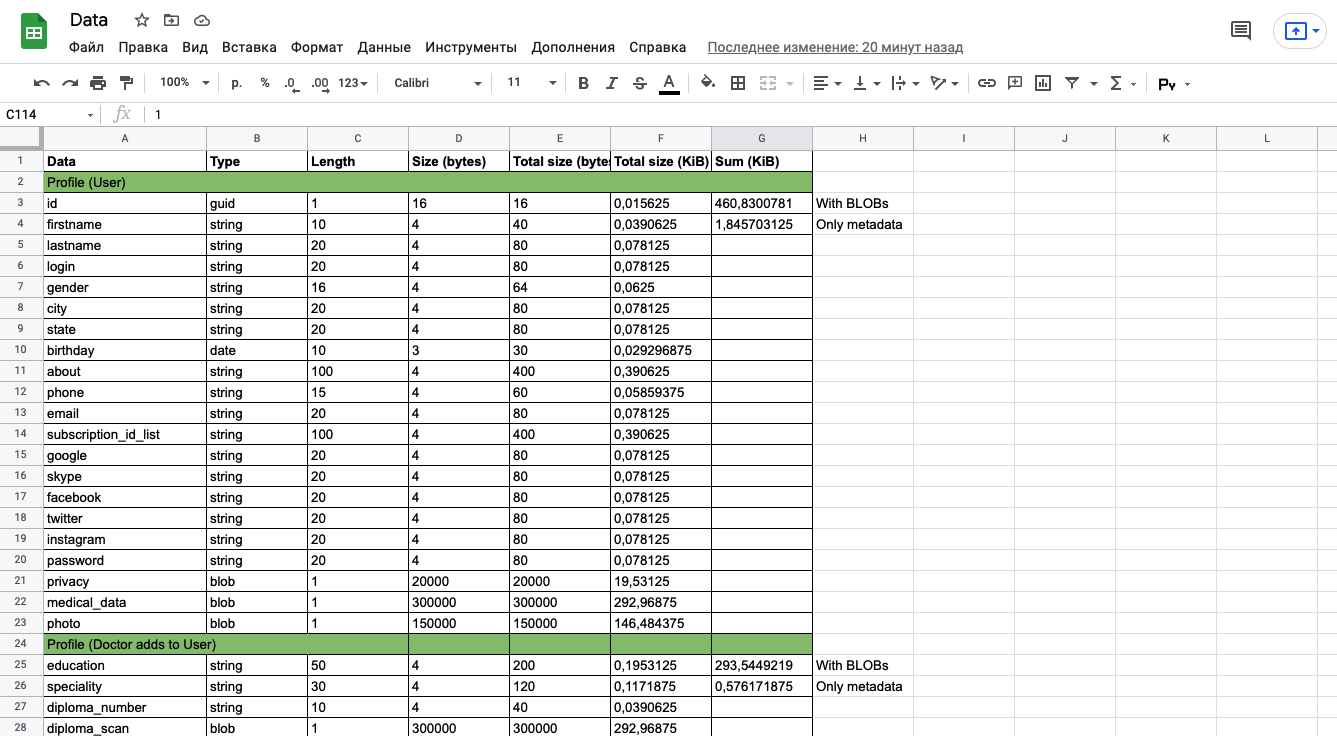 Data
Файл Правка Вид Вставка Формат Данные Инструменты Дополнения Справка Последнее изменение: 20 минут назад
100% р. % .0 .00 123 Calibri 11 B I S A Σ Ру
C114 fx 1
A B C D E F G H I J K L
1 Data Type Length Size (bytes) Total size (bytes Total size (KiB) Sum (KiB)
2 Profile (User)
3 id guid 1 16 16 0,015625 460,8300781 With BLOBs
4 firstname string 10 4 40 0,0390625 1,845703125 Only metadata
5 lastname string 20 4 80 0,078125
6 login string 20 4 80 0,078125
7 gender string 16 4 64 0,0625
8 city string 20 4 80 0,078125
9 state string 20 4 80 0,078125
10 birthday date 10 3 30 0,029296875
11 about string 100 4 400 0,390625
12 phone string 15 4 60 0,05859375
13 email string 20 4 80 0,078125
14 subscription_id_list string 100 4 400 0,390625
15 google string 20 4 80 0,078125
16 skype string 20 4 80 0,078125
17 facebook string 20 4 80 0,078125
18 twitter string 20 4 80 0,078125
19 instagram string 20 4 80 0,078125
20 password string 20 4 80 0,078125
21 privacy blob 1 20000 20000 19,53125
22 medical_data blob 1 300000 300000 292,96875
23 photo blob 1 150000 150000 146,484375
24 Profile (Doctor adds to User)
25 education string 50 4 200 0,1953125 293,5449219 With BLOBs
26 speciality string 30 4 120 0,1171875 0,576171875 Only metadata
27 diploma_number string 10 4 40 0,0390625
28 diploma_scan blob 1 300000 300000 292,96875